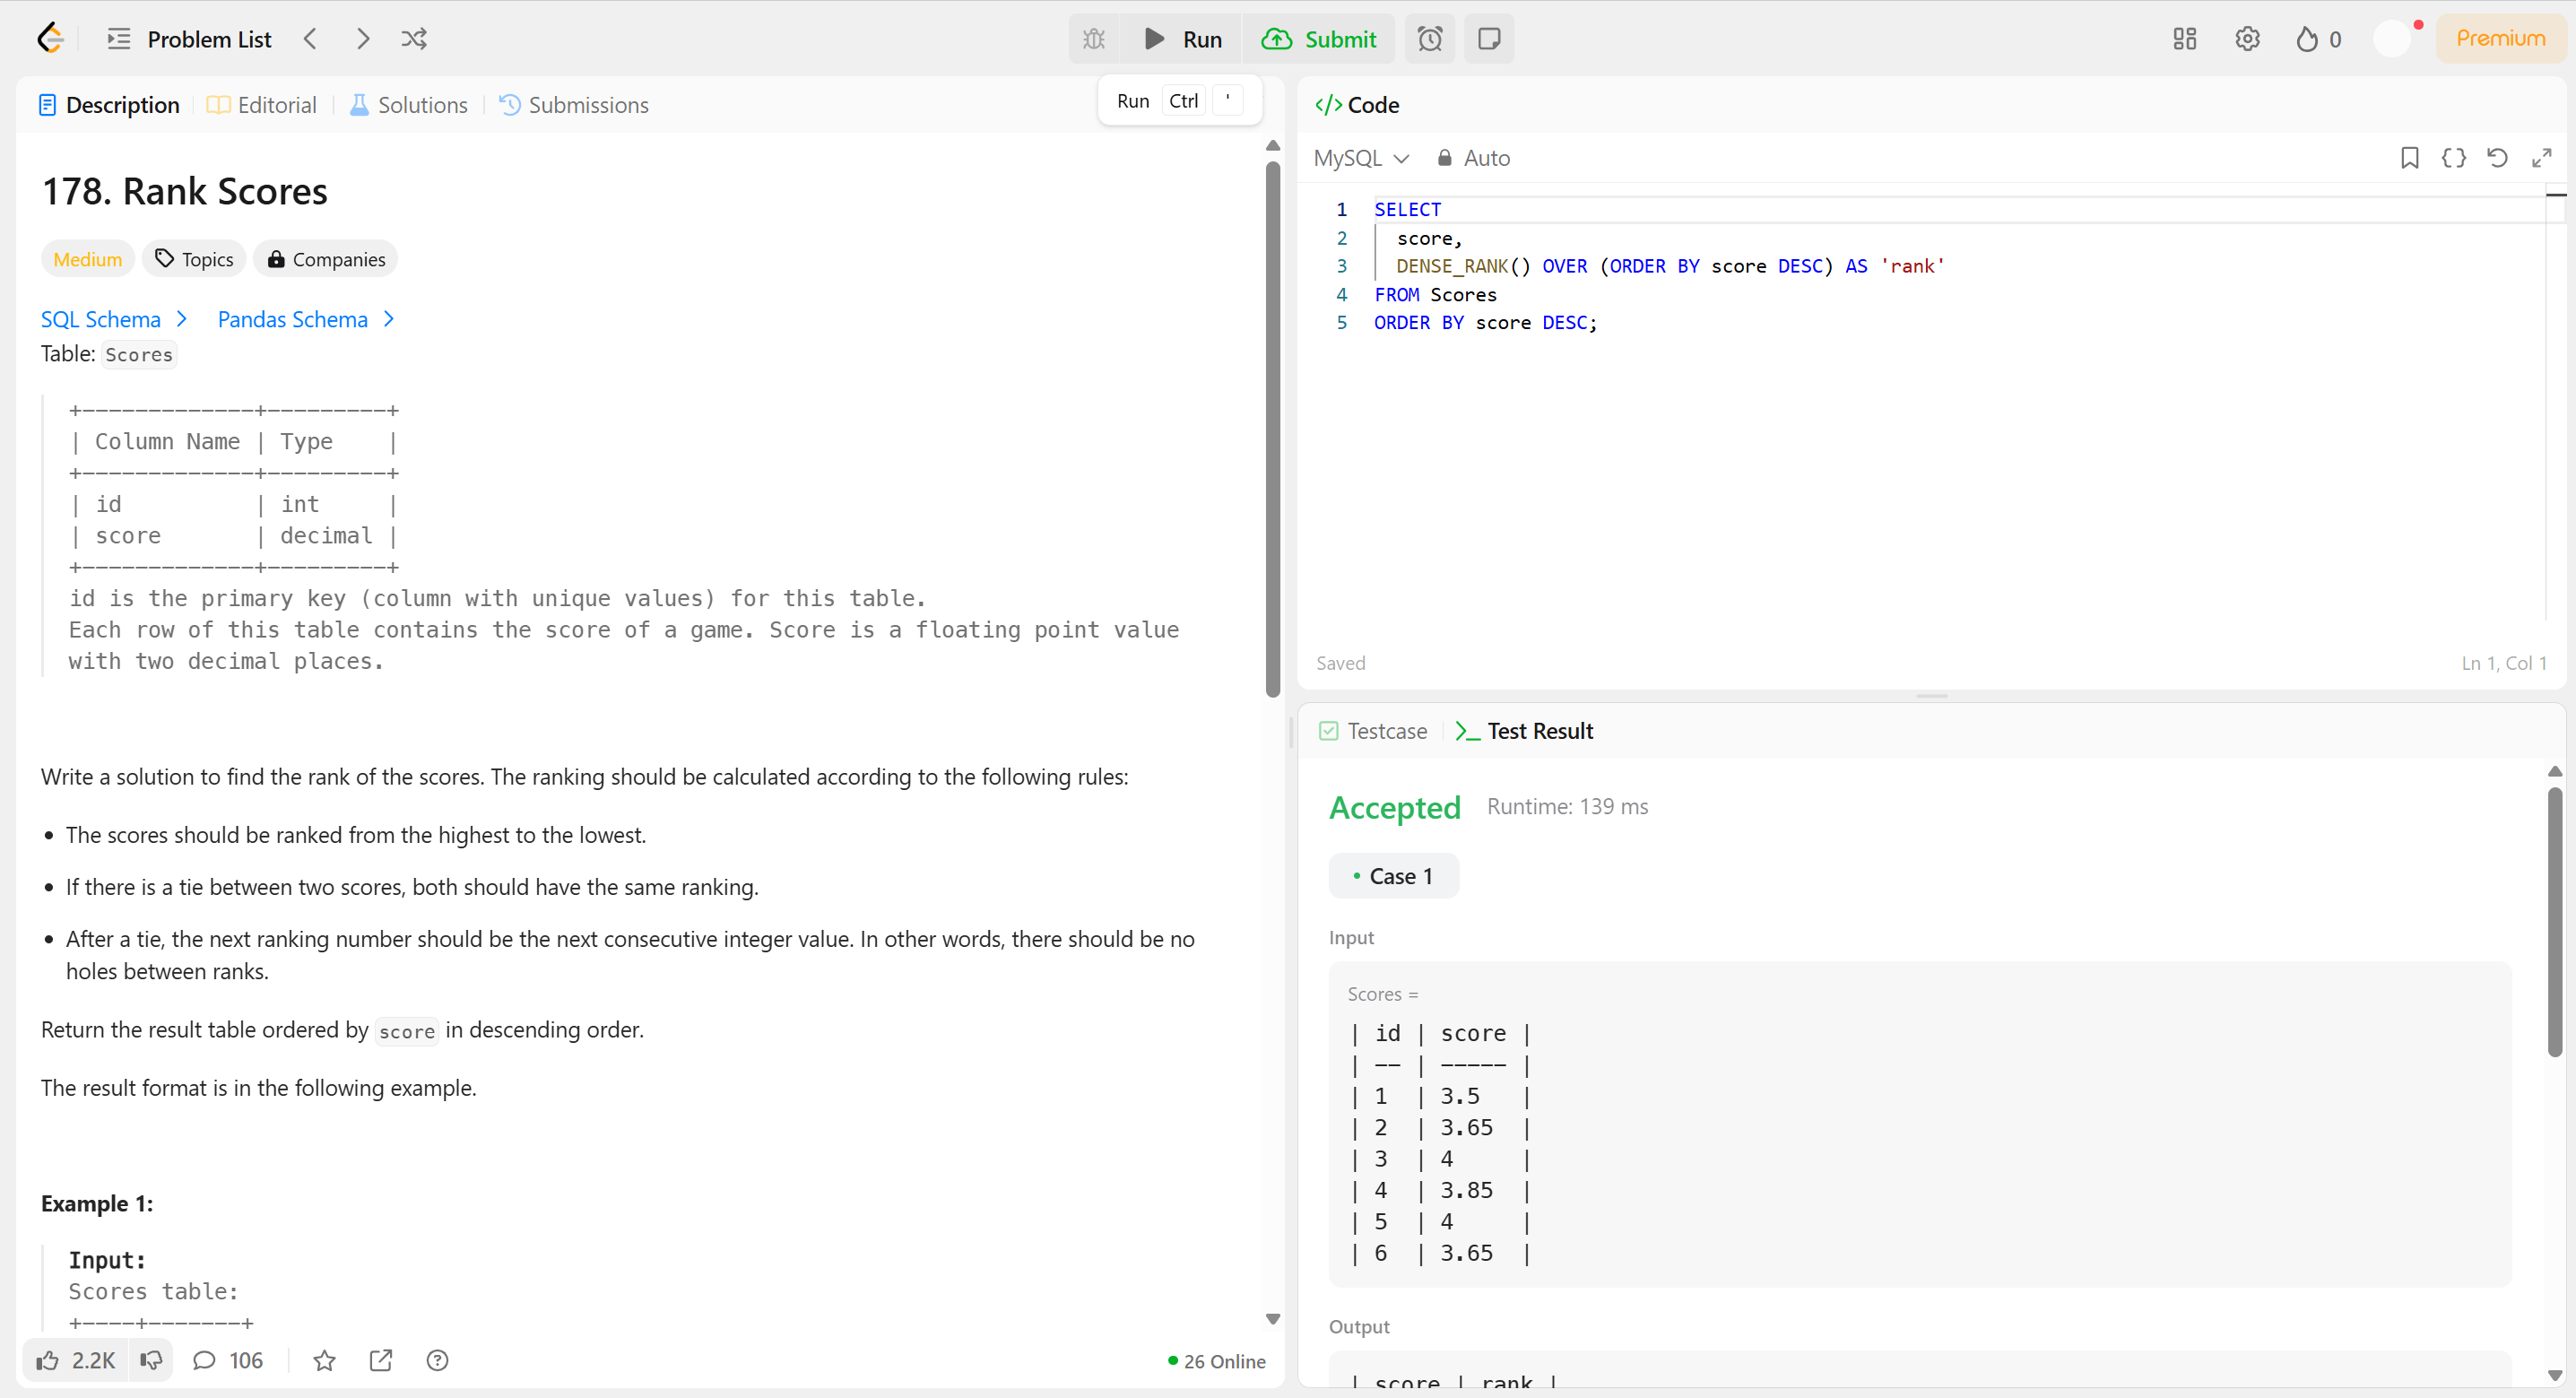 Problem List
Run
Submit
0
Premium
Description
Editorial
Solutions
Submissions
Run Ctrl '
178. Rank Scores
Medium
Topics
Companies
SQL Schema
Pandas Schema
Table: Scores
+-------------+---------+
| Column Name | Type    |
+-------------+---------+
| id          | int     |
| score       | decimal |
+-------------+---------+
id is the primary key (column with unique values) for this table.
Each row of this table contains the score of a game. Score is a floating point value
with two decimal places.
Write a solution to find the rank of the scores. The ranking should be calculated according to the following rules:
• The scores should be ranked from the highest to the lowest.
• If there is a tie between two scores, both should have the same ranking.
• After a tie, the next ranking number should be the next consecutive integer value. In other words, there should be no
holes between ranks.
Return the result table ordered by score in descending order.
The result format is in the following example.
Example 1:
Input:
Scores table:
+----+-------+
2.2K
106
26 Online
</> Code
MySQL
Auto
1 SELECT
2   score,
3   DENSE_RANK() OVER (ORDER BY score DESC) AS 'rank'
4 FROM Scores
5 ORDER BY score DESC;
Saved
Ln 1, Col 1
Testcase
>_ Test Result
Accepted
Runtime: 139 ms
• Case 1
Input
Scores =
| id | score |
| -- | ----- |
| 1  | 3.5   |
| 2  | 3.65  |
| 3  | 4     |
| 4  | 3.85  |
| 5  | 4     |
| 6  | 3.65  |
Output
| score | rank |